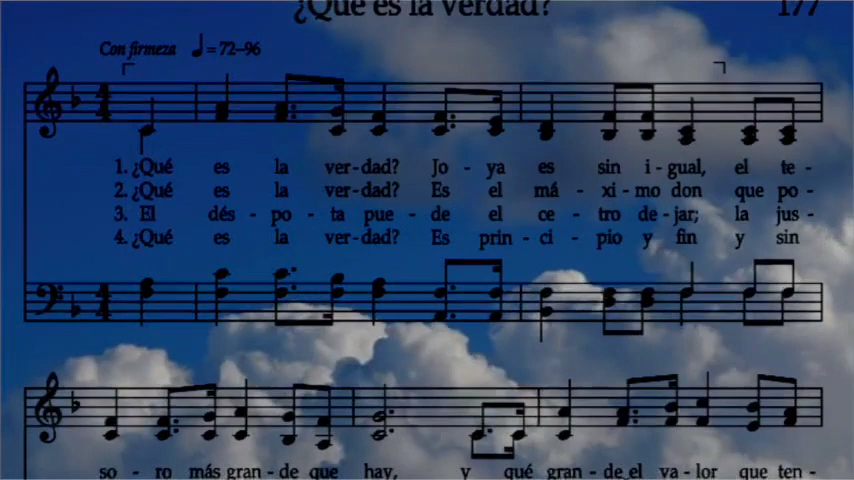 ¿Qué es la verdad? 177
Con firmeza ♩ = 72–96
1. ¿Qué es la ver-dad? Jo - ya es sin i - gual, el te -
2. ¿Qué es la ver-dad? Es el má - xi - mo don que po -
3. El dés - po - ta pue - de el ce - tro de - jar; la jus -
4. ¿Qué es la ver-dad? Es prin - ci - pio y fin y sin
so - ro más gran - de que hay, y qué gran - de el va - lor que ten -